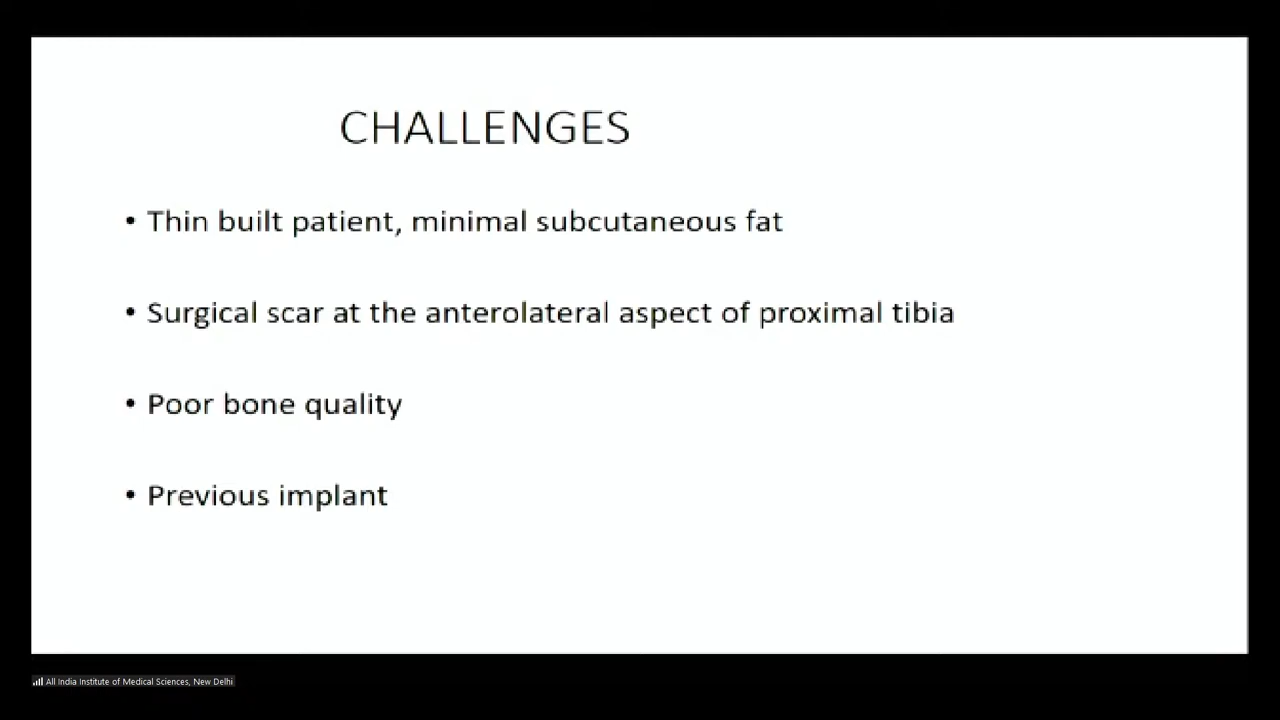 CHALLENGES
• Thin built patient, minimal subcutaneous fat
• Surgical scar at the anterolateral aspect of proximal tibia
• Poor bone quality
• Previous implant
All India Institute of Medical Sciences, New Delhi